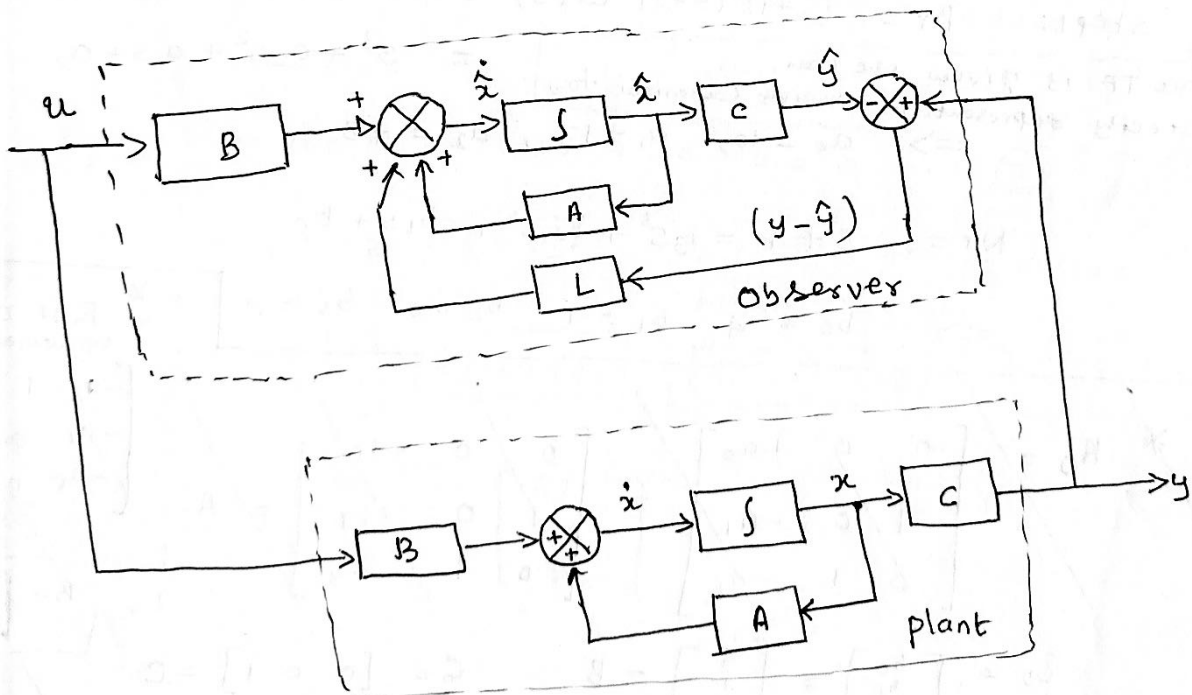 u
B
+
+
+
ẋ̂
∫
x̂
C
ŷ
-
+
A
L
(y-ŷ)
observer
B
+
+
ẋ
∫
x
C
y
A
plant